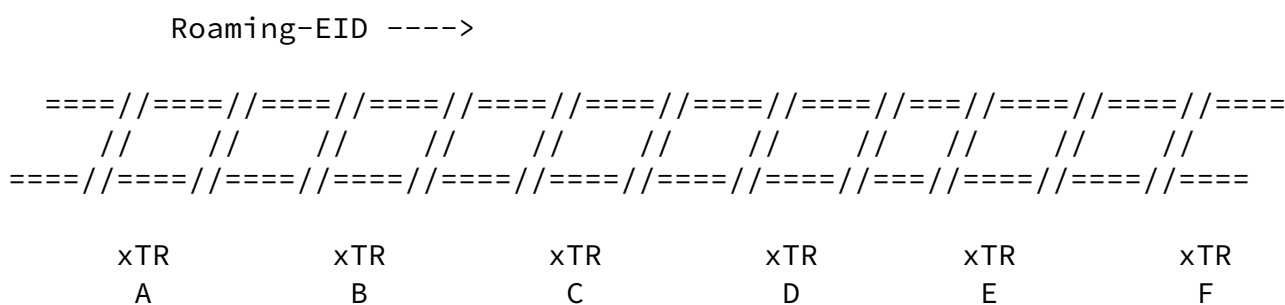 Roaming-EID ---->
====//====//====//====//====//====//====//====//===//====//====//====
// // // // // // // // // // //
====//====//====//====//====//====//====//====//===//====//====//====
xTR xTR xTR xTR xTR xTR
A B C D E F